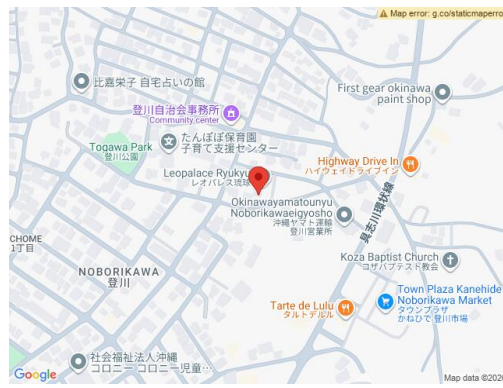 Map error: g.co/staticmaperro
比嘉栄子 自宅占いの館
First gear okinawa
paint shop
登川自治会事務所
Community center
たんぽぽ保育園
子育て支援センター
Togawa Park
登川公園
Highway Drive In
ハイウェイドライブイン
Leopalace Ryukyu
レオパレス琉球
Okinawayamatounyu
Noborikawaeigyosho
沖縄ヤマト運輸
登川営業所
具志川環状線
CHOME
1丁目
Koza Baptist Church
コザバプテスト教会
NOBORIKAWA
登川
Town Plaza Kanehide
Noborikawa Market
タウンプラザ
かねひで 登川市場
Tarte de Lulu
タルトデルル
社会福祉法人沖縄
コロニー コロニー児童…
Google
Map data ©202